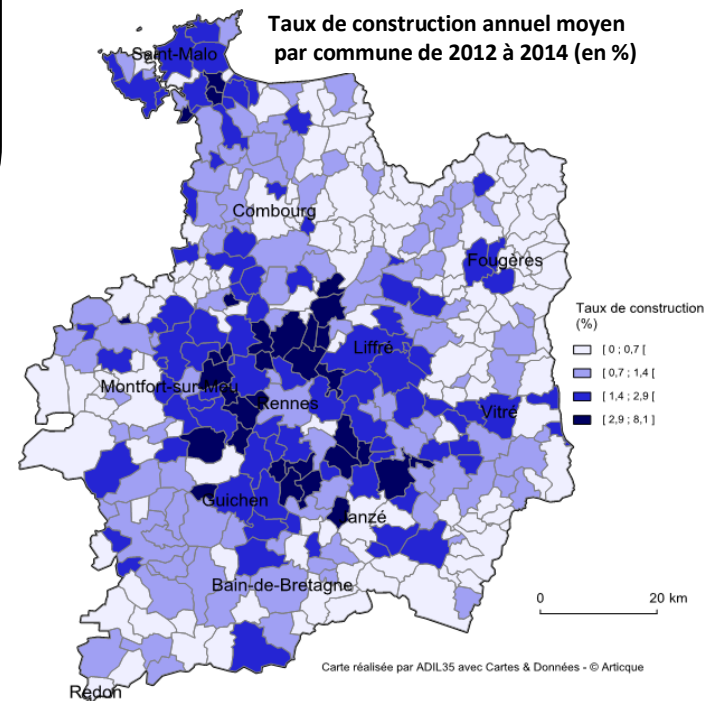 Taux de construction annuel moyen
par commune de 2012 à 2014 (en %)
Saint-Malo
Combourg
Fougères
Taux de construction
(%)
[ 0 ; 0,7 [
[ 0,7 ; 1,4 [
[ 1,4 ; 2,9 [
[ 2,9 ; 8,1 ]
Liffré
Montfort-sur-Meu
Rennes
Vitré
Guichen
Janzé
Bain-de-Bretagne
0 20 km
Carte réalisée par ADIL35 avec Cartes & Données - © Articque
Redon